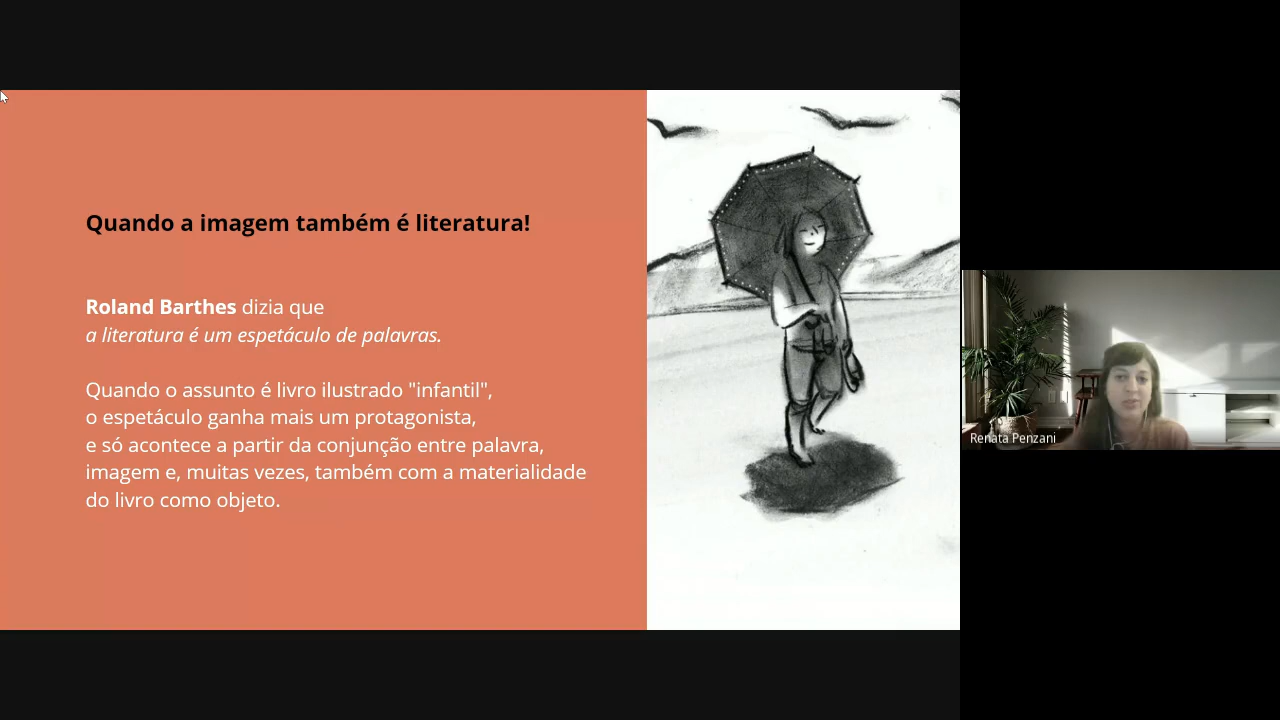 Quando a imagem também é literatura!
Roland Barthes dizia que
a literatura é um espetáculo de palavras.
Quando o assunto é livro ilustrado "infantil",
o espetáculo ganha mais um protagonista,
e só acontece a partir da conjunção entre palavra,
imagem e, muitas vezes, também com a materialidade
do livro como objeto.
Renata Penzani